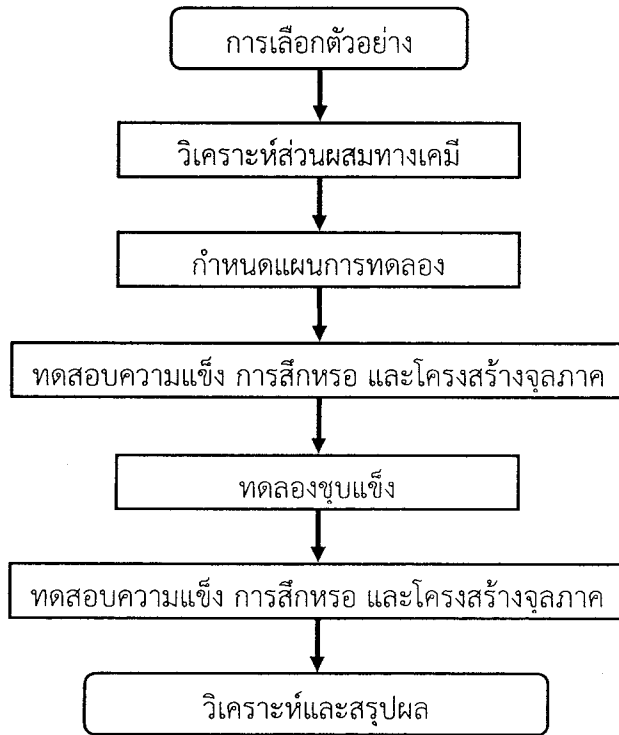 การเลือกตัวอย่าง
วิเคราะห์ส่วนผสมทางเคมี
กำหนดแผนการทดลอง
ทดสอบความแข็ง การสึกหรอ และโครงสร้างจุลภาค
ทดลองชุบแข็ง
ทดสอบความแข็ง การสึกหรอ และโครงสร้างจุลภาค
วิเคราะห์และสรุปผล